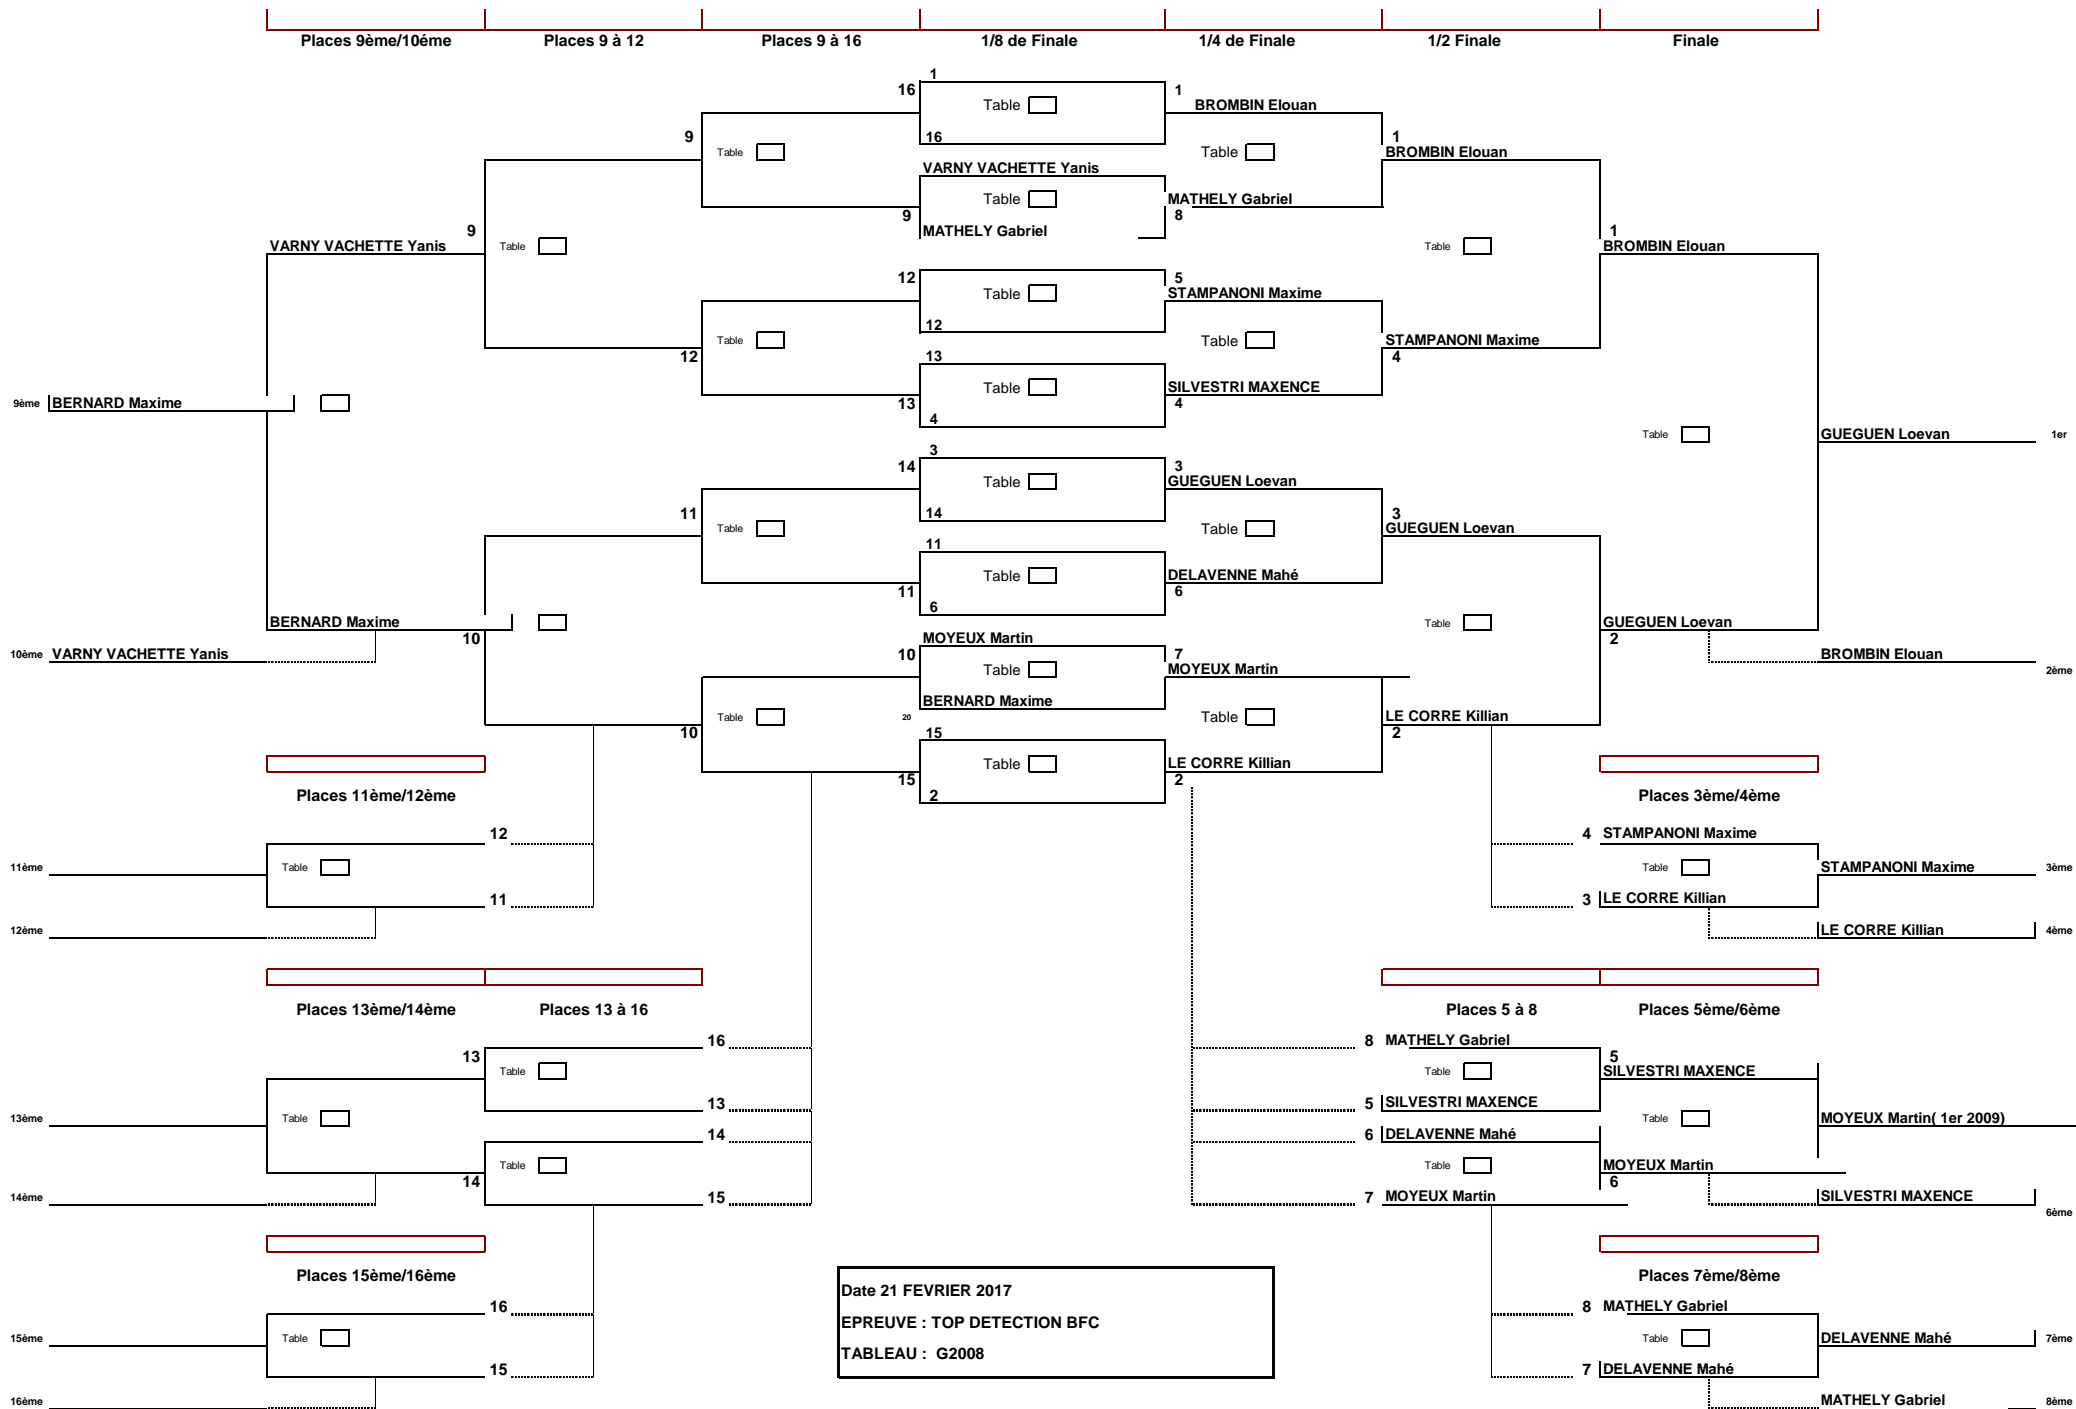 Places 9ème/10éme Places 9 à 12 Places 9 à 16 1/8 de Finale 1/4 de Finale 1/2 Finale Finale
1
16 1
Table BROMBIN Elouan
9 16 1
Table Table BROMBIN Elouan
VARNY VACHETTE Yanis
Table MATHELY Gabriel
9 8
9 MATHELY Gabriel 1
VARNY VACHETTE Yanis Table Table BROMBIN Elouan
12 5
Table STAMPANONI Maxime
12
Table Table STAMPANONI Maxime
12 13 4
Table SILVESTRI MAXENCE
9ème BERNARD Maxime 13 4
4
Table GUEGUEN Loevan 1er
3
14 3
Table GUEGUEN Loevan
11 14 3
Table Table GUEGUEN Loevan
11
Table DELAVENNE Mahé
11 6
6
BERNARD Maxime Table GUEGUEN Loevan
10 MOYEUX Martin 2
10ème VARNY VACHETTE Yanis 10 7 BROMBIN Elouan
Table MOYEUX Martin 2ème
BERNARD Maxime
Table 20 Table LE CORRE Killian
10 15 2
Table LE CORRE Killian
15 2
Places 11ème/12ème 2 Places 3ème/4ème
12 4 STAMPANONI Maxime
11ème Table Table STAMPANONI Maxime 3ème
11 3 LE CORRE Killian
12ème LE CORRE Killian 4ème
Places 13ème/14ème Places 13 à 16 Places 5 à 8 Places 5ème/6ème
16 8 MATHELY Gabriel
13 5
Table Table SILVESTRI MAXENCE
13 5 SILVESTRI MAXENCE
13ème Table Table MOYEUX Martin( 1er 2009)
14 6 DELAVENNE Mahé
Table Table MOYEUX Martin
14 6
14ème 15 7 MOYEUX Martin SILVESTRI MAXENCE
6ème
Places 15ème/16ème Places 7ème/8ème
Date 21 FEVRIER 2017
16 8 MATHELY Gabriel
EPREUVE : TOP DETECTION BFC
15ème Table Table DELAVENNE Mahé 7ème
TABLEAU : G2008
15 7 DELAVENNE Mahé
16ème MATHELY Gabriel 8ème